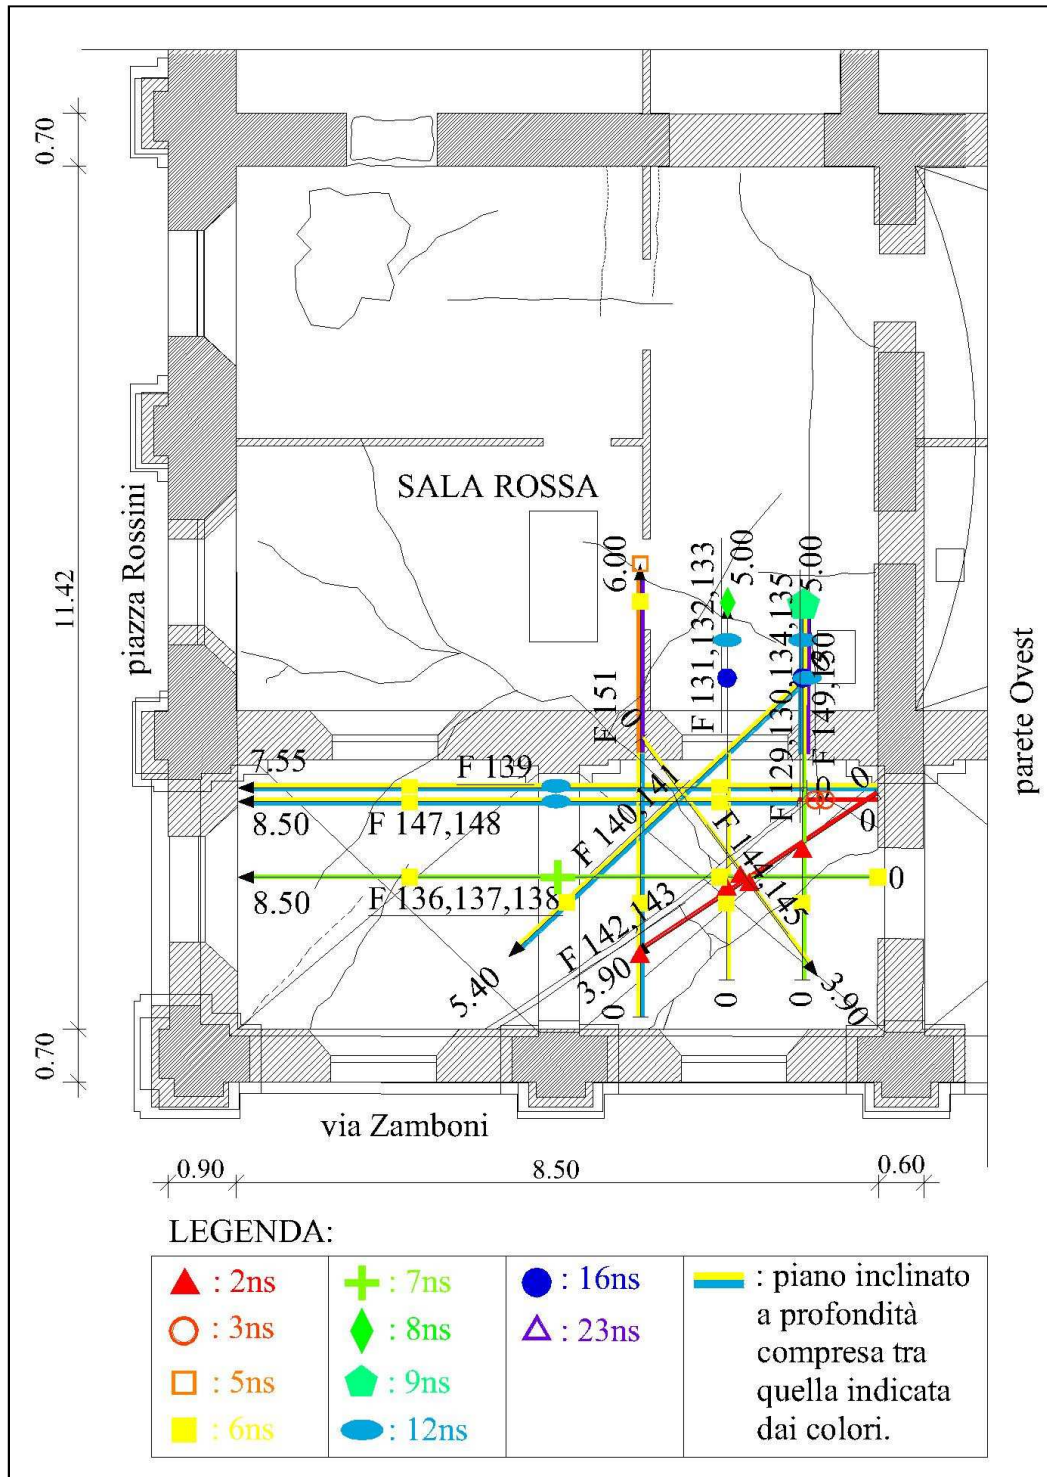 0.70
11.42
0.70
piazza Rossini
SALA ROSSA
parete Ovest
6.00
F 131,132,133
5.00
F 129,130,134,135
5.00
F 149,150
0
F 151
0
7.55
F 139
8.50
F 147,148
F 140,141
F 144,145
0
0
0
8.50
F 136,137,138
0
F 142,143
5.40
3.90
0
0
0
3.90
via Zamboni
0.90
8.50
0.60
LEGENDA:
: 2ns
: 3ns
: 5ns
: 6ns
: 7ns
: 8ns
: 9ns
: 12ns
: 16ns
: 23ns
: piano inclinato
a profondità
compresa tra
quella indicata
dai colori.